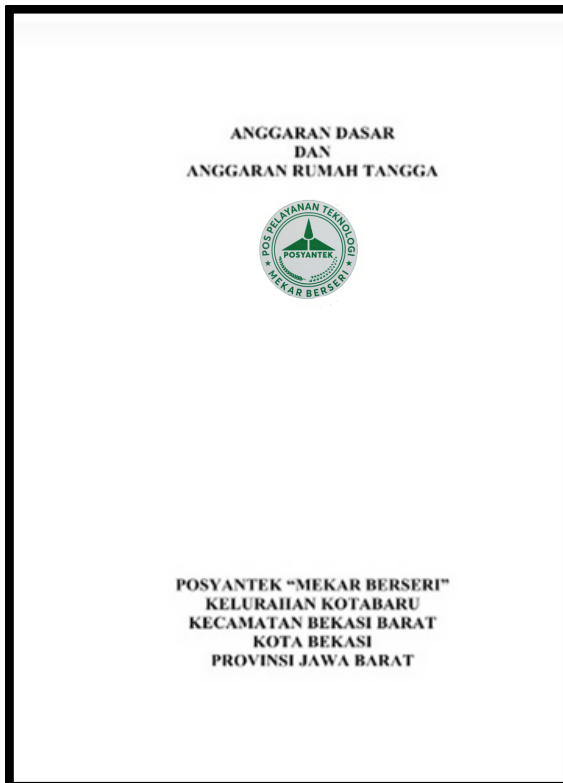 ANGGARAN DASAR
DAN
ANGGARAN RUMAH TANGGA
POS PELAYANAN TEKNOLOGI
POSYANTEK
★ MEKAR BERSERI ★
POSYANTEK “MEKAR BERSERI”
KELURAHAN KOTABARU
KECAMATAN BEKASI BARAT
KOTA BEKASI
PROVINSI JAWA BARAT